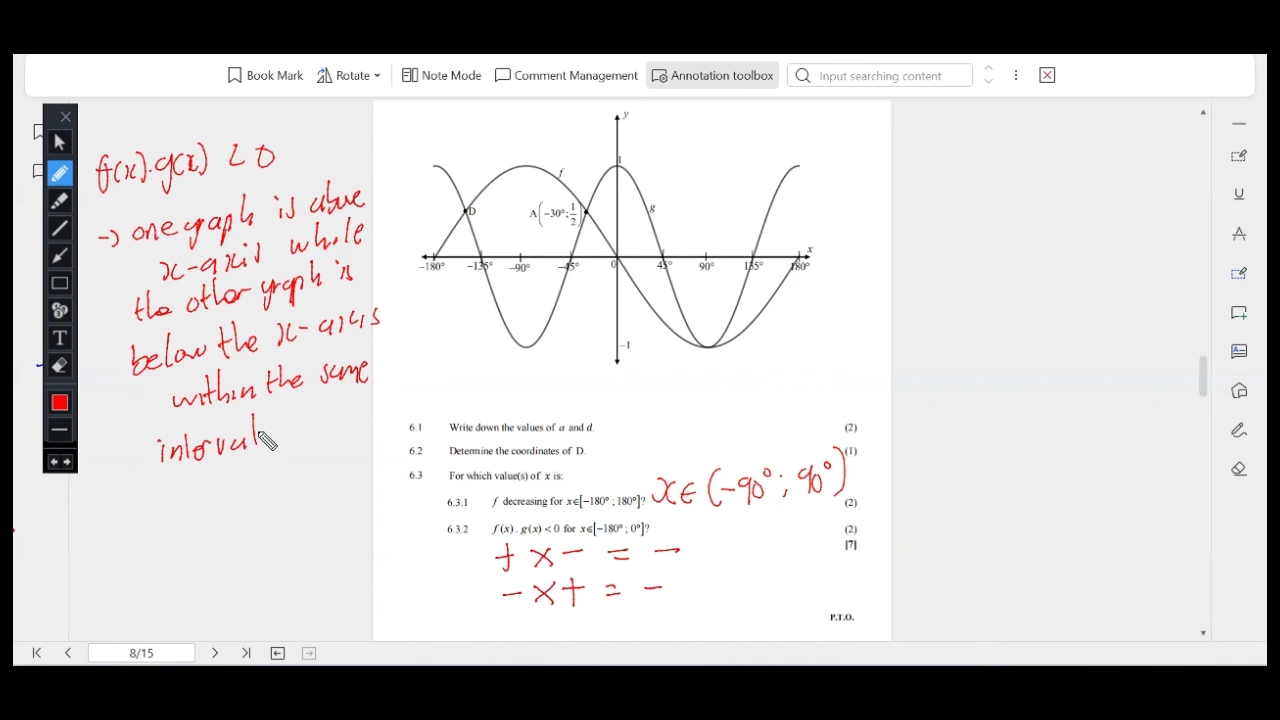 Book Mark
Rotate
Note Mode
Comment Management
Annotation toolbox
Input searching content
f(x).g(x) < 0
→ one graph is above
x-axis whole
the other graph is
below the x-axis
within the same
interval
y
1
f
D
A(−30°; 1/2)
g
x
−180° −135° −90° −45° 0 45° 90° 135° 180°
−1
6.1 Write down the values of a and d. (2)
6.2 Determine the coordinates of D. (1)
6.3 For which value(s) of x is:
x∈(−90°; 90°)
6.3.1 f decreasing for x∈[−180° ; 180°]? (2)
6.3.2 f(x) . g(x) < 0 for x∈[−180° ; 0°]? (2)
[7]
+ × − = −
− × + = −
P.T.O.
8/15